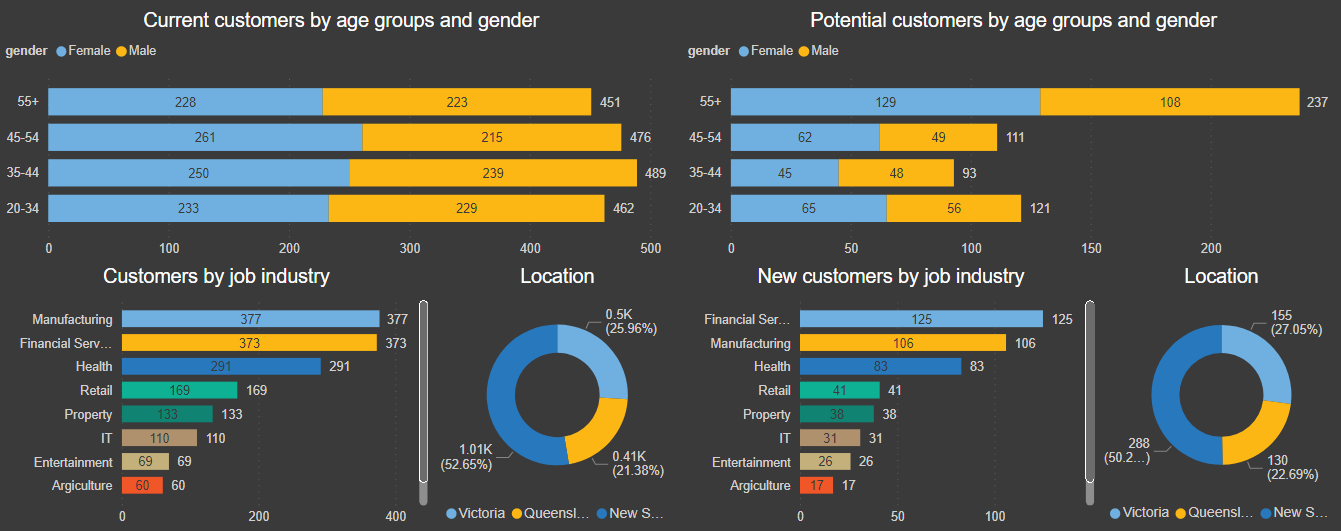 Current customers by age groups and gender
gender Female Male
55+ 228 223 451
45-54 261 215 476
35-44 250 239 489
20-34 233 229 462
0 100 200 300 400 500
Potential customers by age groups and gender
gender Female Male
55+ 129 108 237
45-54 62 49 111
35-44 45 48 93
20-34 65 56 121
0 50 100 150 200
Customers by job industry
Manufacturing 377 377
Financial Serv... 373 373
Health 291 291
Retail 169 169
Property 133 133
IT 110 110
Entertainment 69 69
Argiculture 60 60
0 200 400
Location
0.5K
(25.96%)
1.01K
(52.65%)
0.41K
(21.38%)
Victoria Queensl... New S...
New customers by job industry
Financial Ser... 125 125
Manufacturing 106 106
Health 83 83
Retail 41 41
Property 38 38
IT 31 31
Entertainment 26 26
Argiculture 17 17
0 50 100
Location
155
(27.05%)
288
(50.2...)
130
(22.69%)
Victoria Queensl... New S...